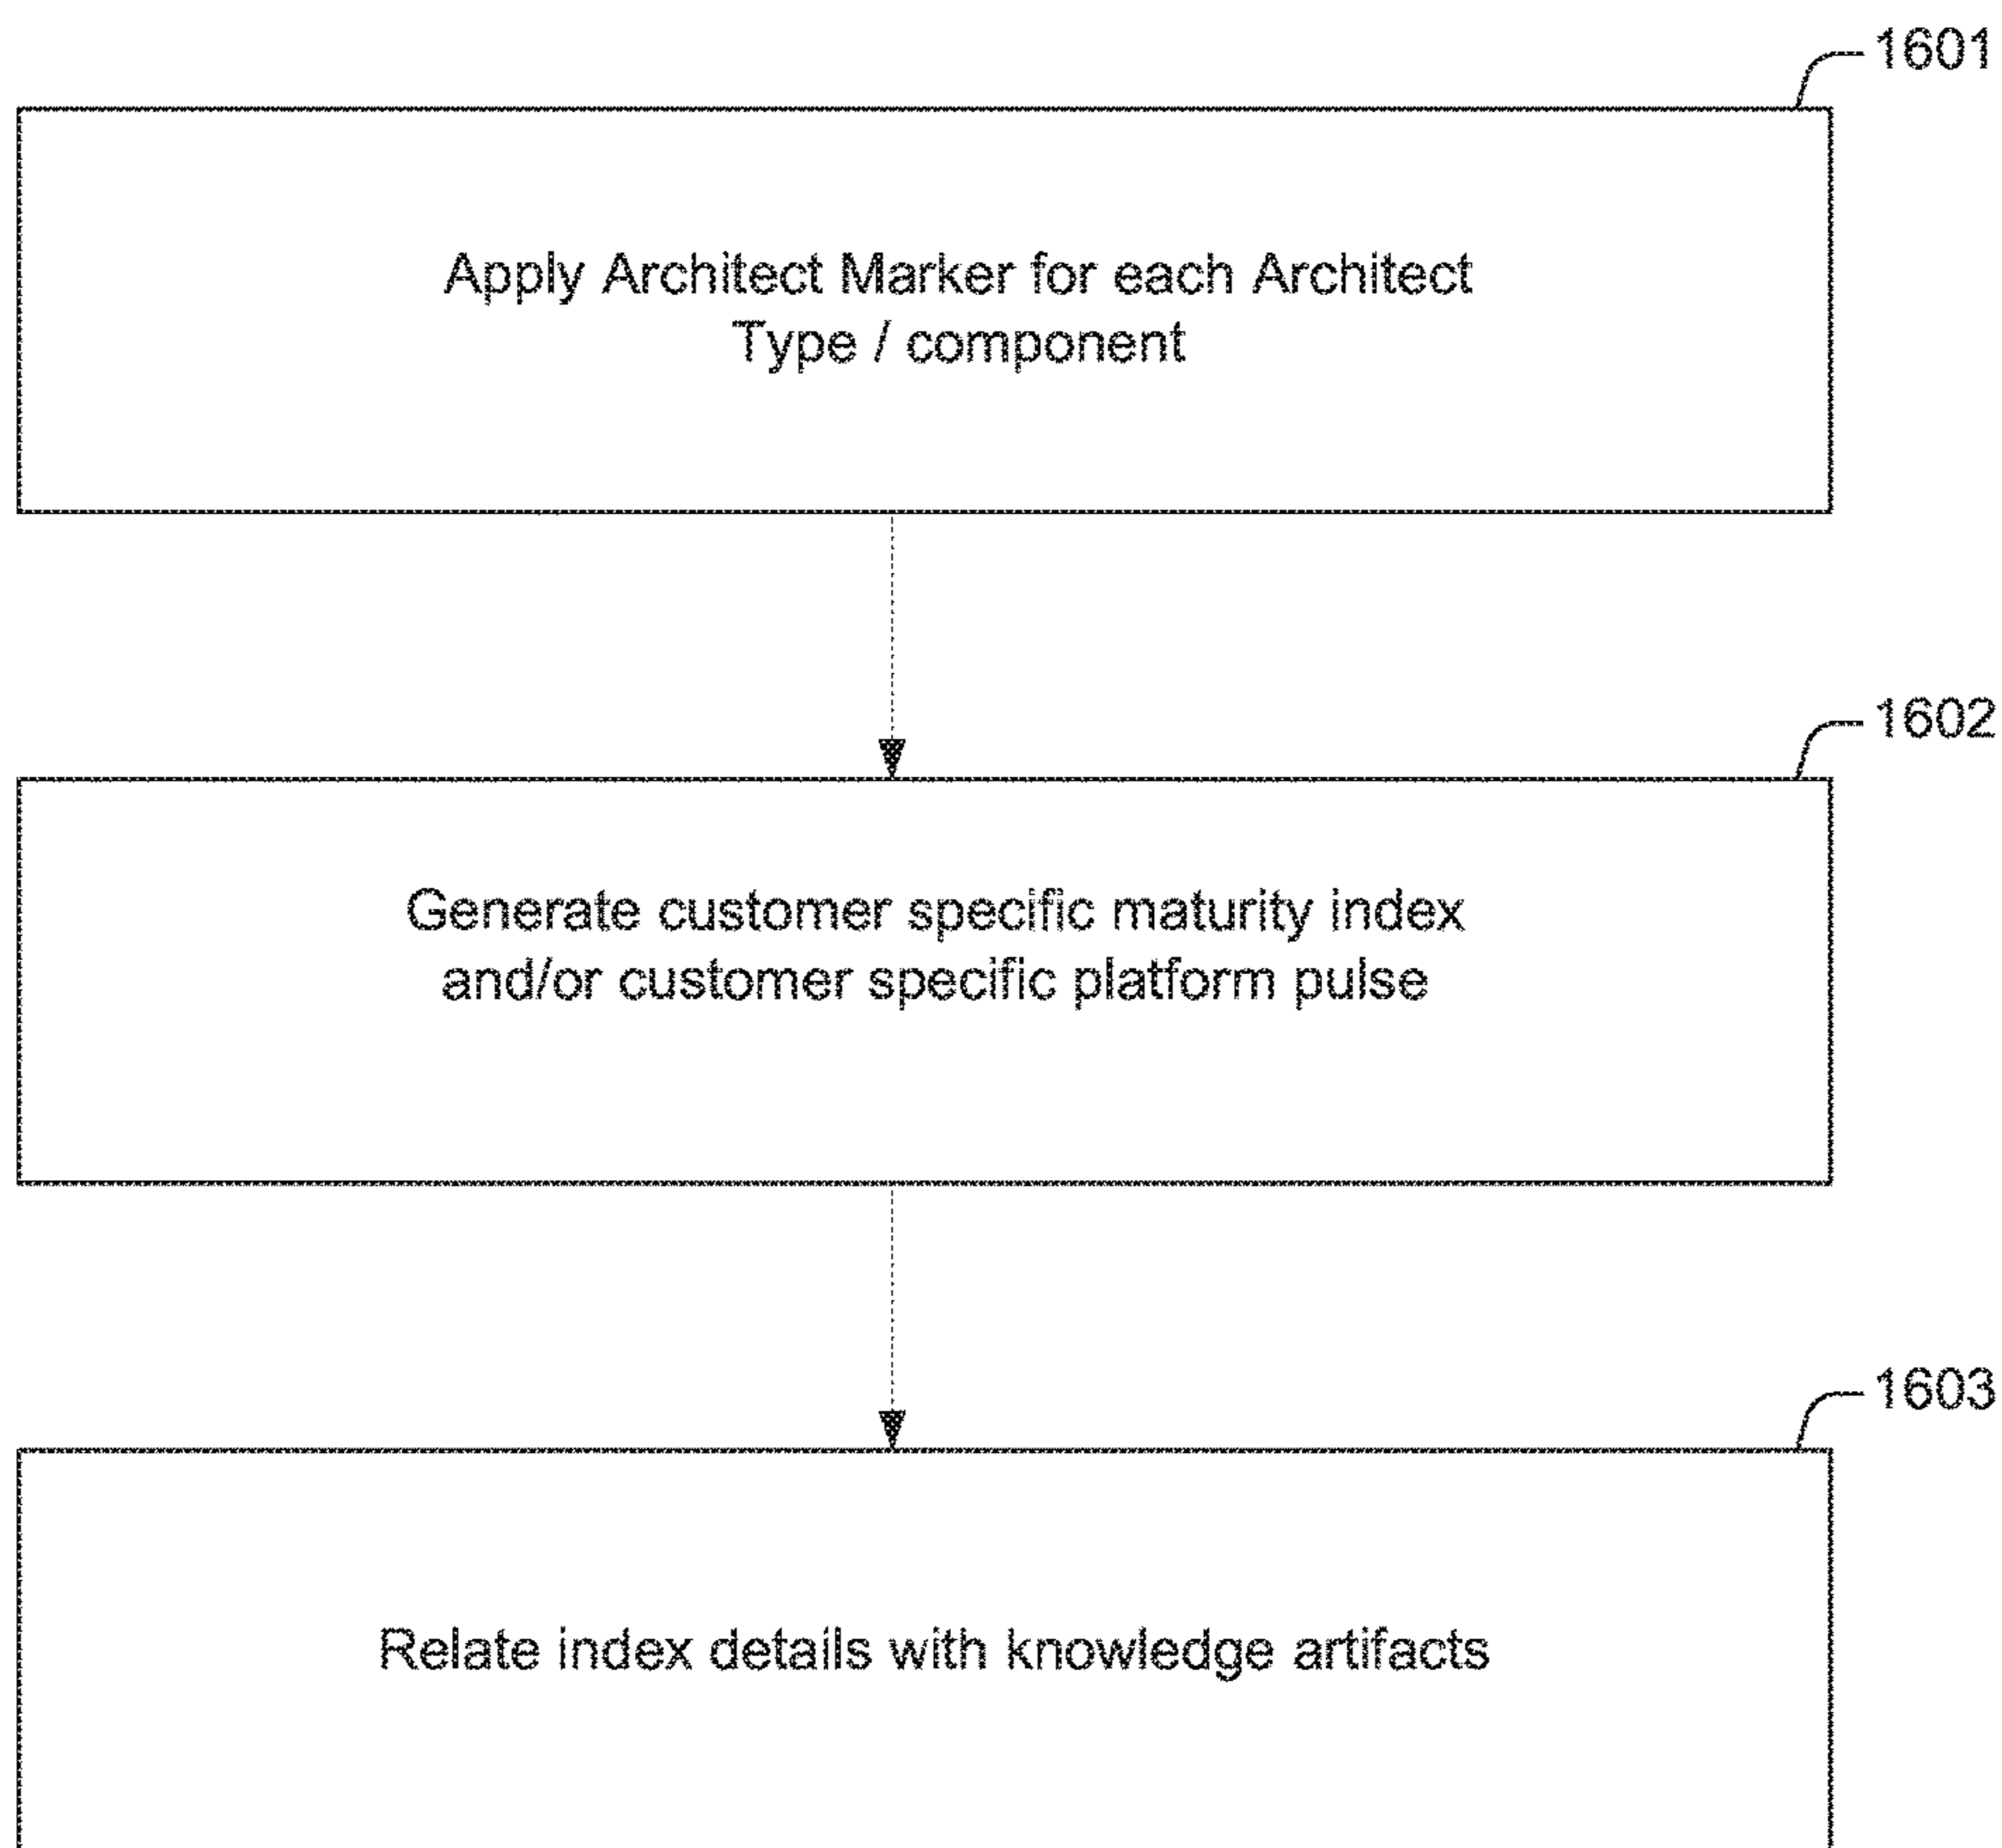 1601
Apply Architect Marker for each Architect
Type / component
1602
Generate customer specific maturity index
and/or customer specific platform pulse
1603
Relate index details with knowledge artifacts